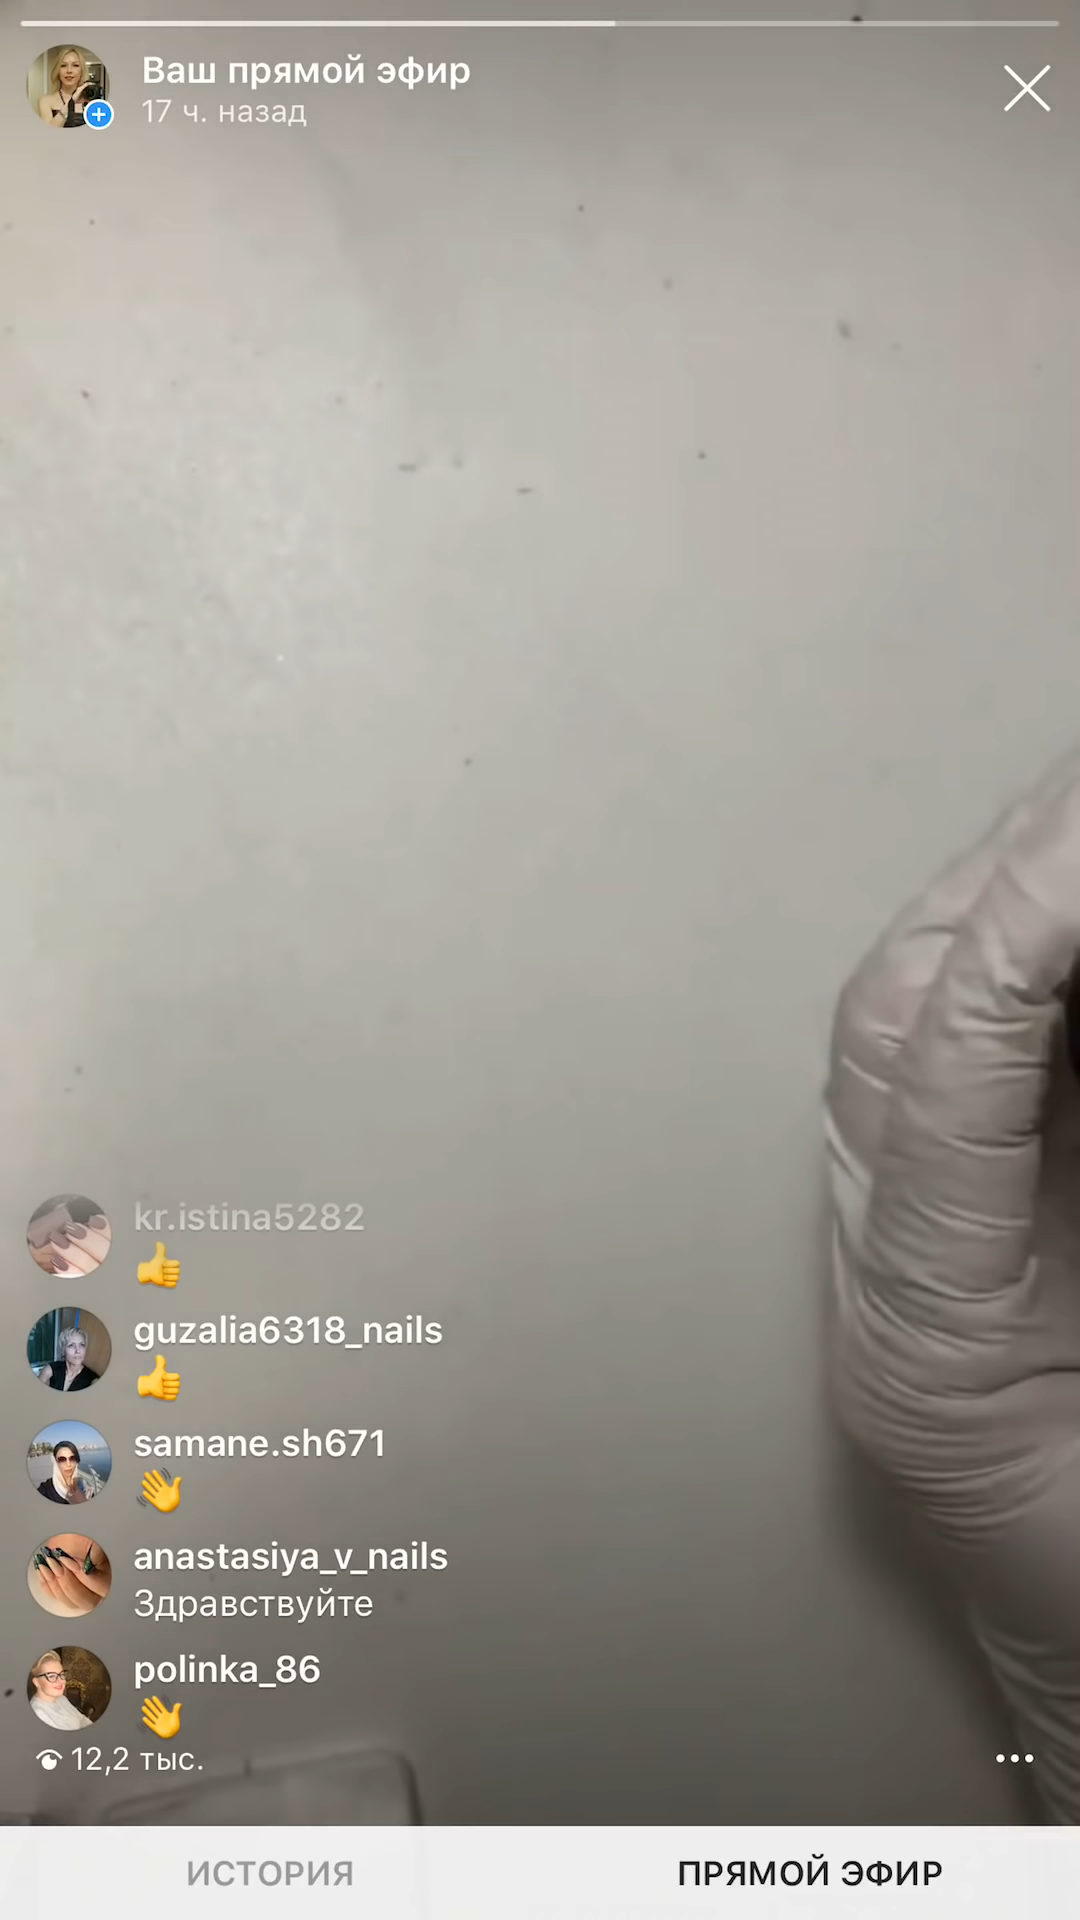 Ваш прямой эфир
17 ч. назад
kr.istina5282
👍
guzalia6318_nails
👍
samane.sh671
👋
anastasiya_v_nails
Здравствуйте
polinka_86
👋
12,2 тыс.
ИСТОРИЯ
ПРЯМОЙ ЭФИР